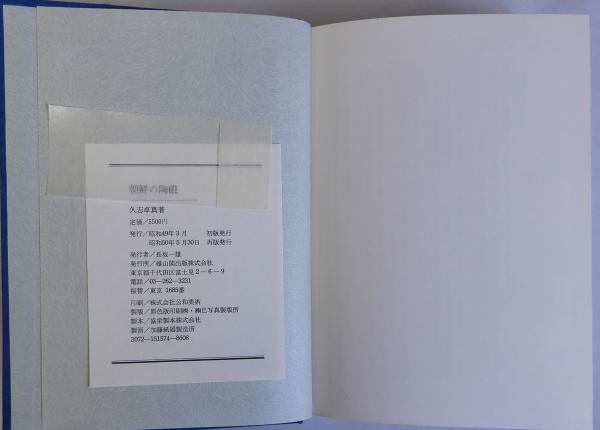 朝鮮の陶磁
久志卓真著
定価／5500円
発行／昭和49年3月　初版発行
昭和50年5月30日　再版発行
発行者／長坂一雄
発行所／雄山閣出版株式会社
東京都千代田区富士見2－6－9
電話／03―262―3231
振替／東京 1685番
印刷／株式会社公和美術
製版／原色版印刷㈱・㈱巳写真製版所
製本／協栄製本株式会社
製函／加藤紙器製造所
3072―151574―8608